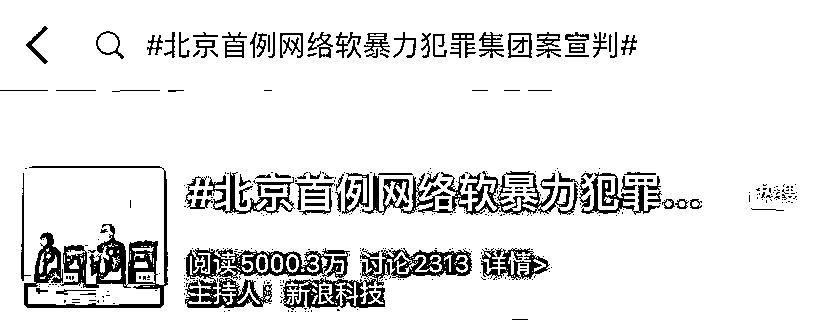 #北京首例网络软暴力犯罪集团案宣判#
#北京首例网络软暴力犯罪...
热搜
阅读5000.3万 讨论2313 详情>
主持人：新浪科技